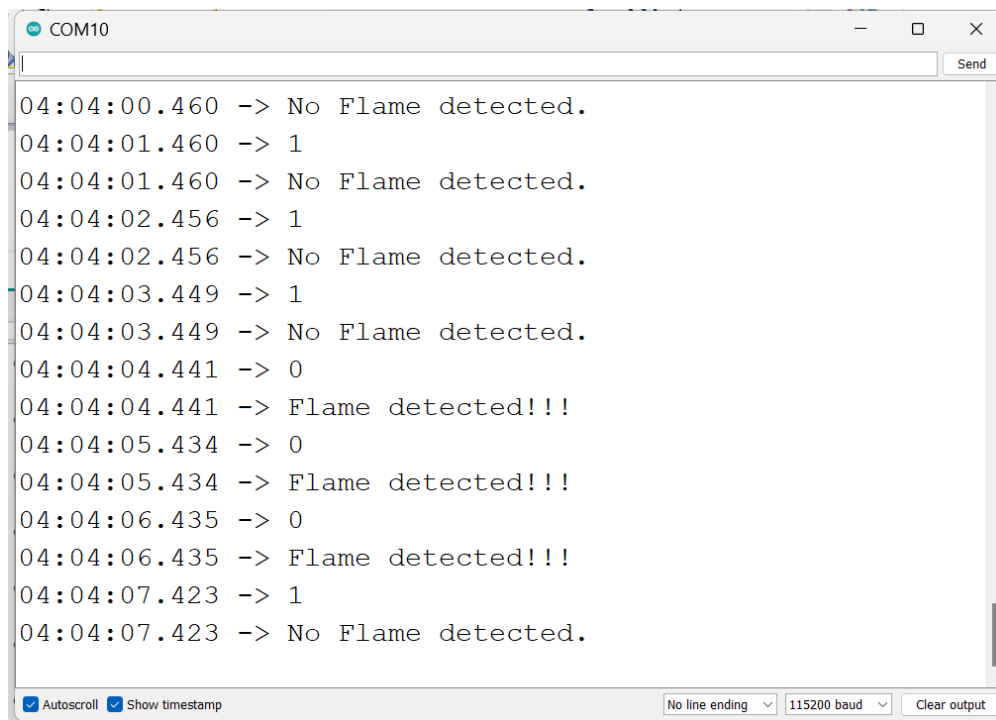 COM10
Send
04:04:00.460 -> No Flame detected.
04:04:01.460 -> 1
04:04:01.460 -> No Flame detected.
04:04:02.456 -> 1
04:04:02.456 -> No Flame detected.
04:04:03.449 -> 1
04:04:03.449 -> No Flame detected.
04:04:04.441 -> 0
04:04:04.441 -> Flame detected!!!
04:04:05.434 -> 0
04:04:05.434 -> Flame detected!!!
04:04:06.435 -> 0
04:04:06.435 -> Flame detected!!!
04:04:07.423 -> 1
04:04:07.423 -> No Flame detected.
Autoscroll Show timestamp No line ending 115200 baud Clear output